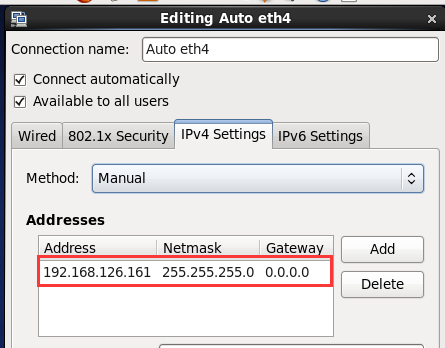 Editing Auto eth4
Connection name: Auto eth4
Connect automatically
Available to all users
Wired 802.1x Security IPv4 Settings IPv6 Settings
Method: Manual
Addresses
Address Netmask Gateway Add
192.168.126.161 255.255.255.0 0.0.0.0
Delete